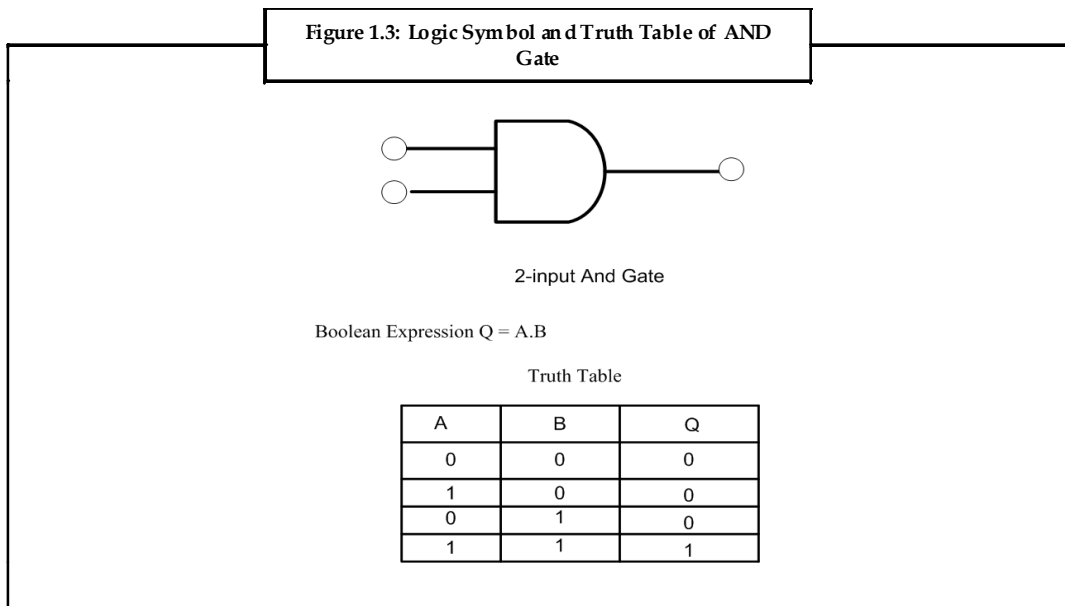 Figure 1.3: Logic Symbol and Truth Table of AND
Gate
2-input And Gate
Boolean Expression Q = A.B
Truth Table
A B Q
0 0 0
1 0 0
0 1 0
1 1 1